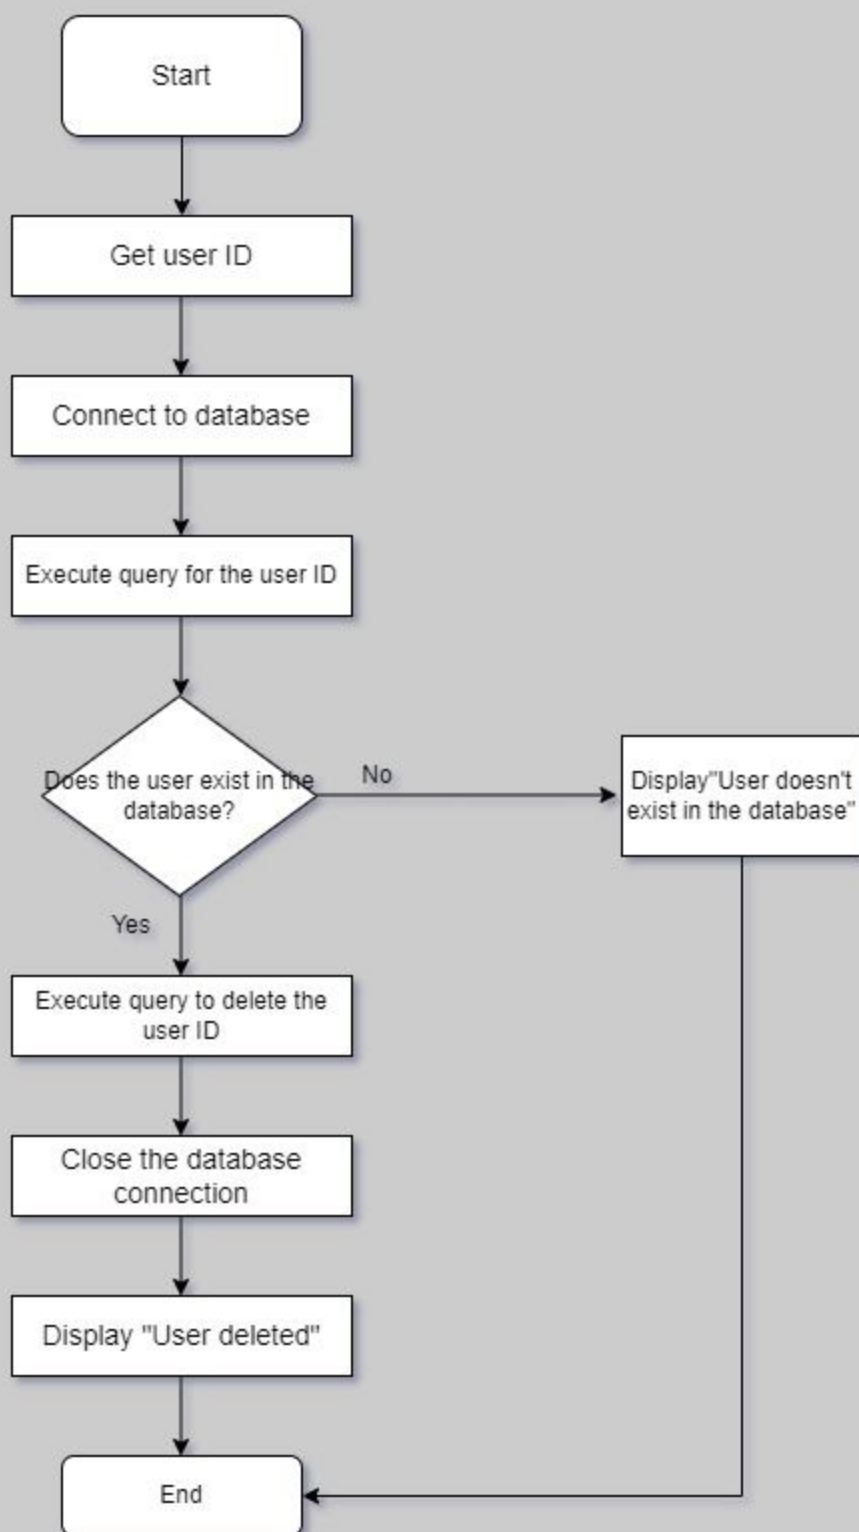 Start
Get user ID
Connect to database
Execute query for the user ID
Does the user exist in the
database?
No
Display"User doesn't
exist in the database"
Yes
Execute query to delete the
user ID
Close the database
connection
Display "User deleted"
End